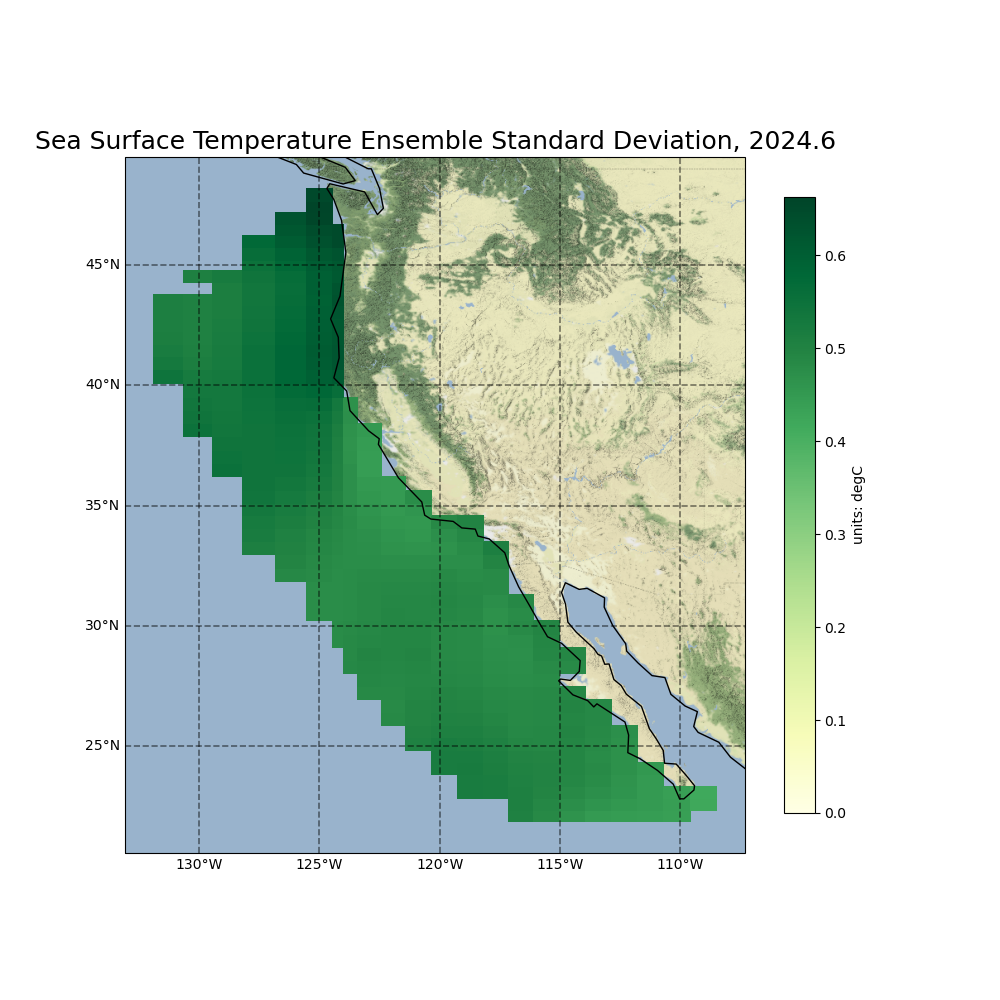 Sea Surface Temperature Ensemble Standard Deviation, 2024.6
45°N
40°N
35°N
30°N
25°N
130°W 125°W 120°W 115°W 110°W
0.6
0.5
0.4
0.3
0.2
0.1
0.0
units: degC